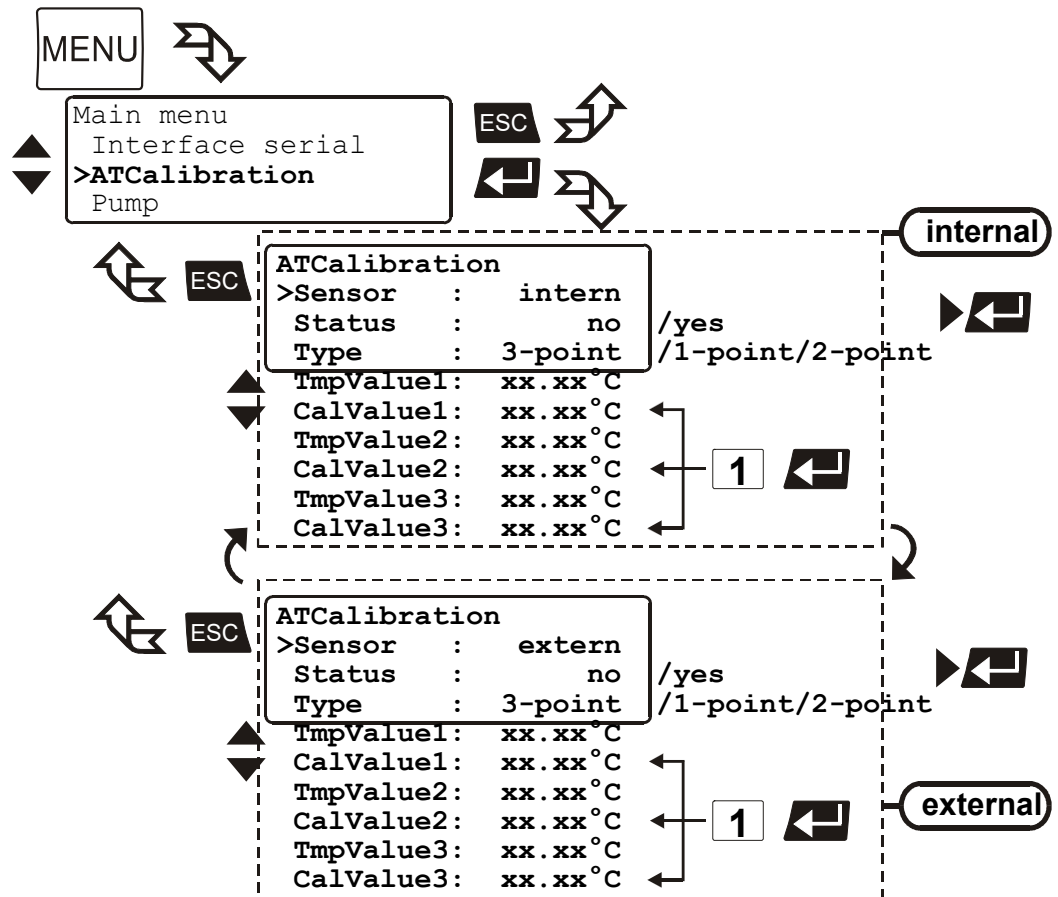 MENU
Main menu
Interface serial
>ATCalibration
Pump
ESC
internal
ESC
ATCalibration
>Sensor : intern
Status : no /yes
Type : 3-point /1-point/2-point
TmpValue1: xx.xx°C
CalValue1: xx.xx°C
TmpValue2: xx.xx°C
CalValue2: xx.xx°C 1
TmpValue3: xx.xx°C
CalValue3: xx.xx°C
ESC
ATCalibration
>Sensor : extern
Status : no /yes
Type : 3-point /1-point/2-point
TmpValue1: xx.xx°C
CalValue1: xx.xx°C
TmpValue2: xx.xx°C
CalValue2: xx.xx°C 1
external
TmpValue3: xx.xx°C
CalValue3: xx.xx°C